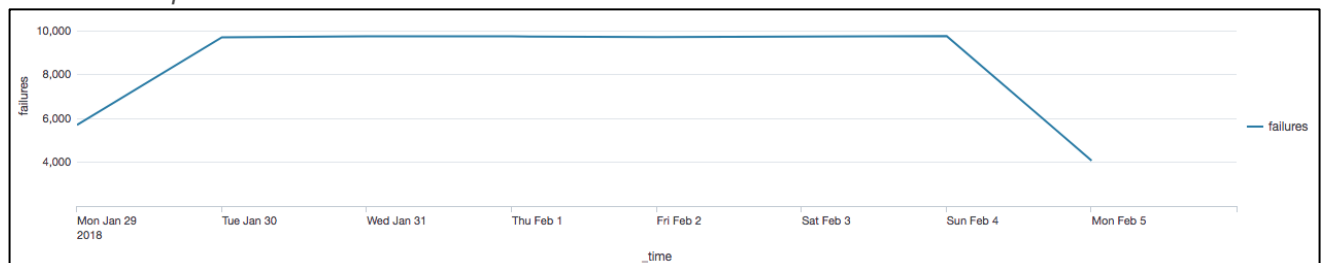 10,000
8,000
6,000
4,000
failures
failures
Mon Jan 29
2018
Tue Jan 30
Wed Jan 31
Thu Feb 1
Fri Feb 2
Sat Feb 3
Sun Feb 4
Mon Feb 5
_time